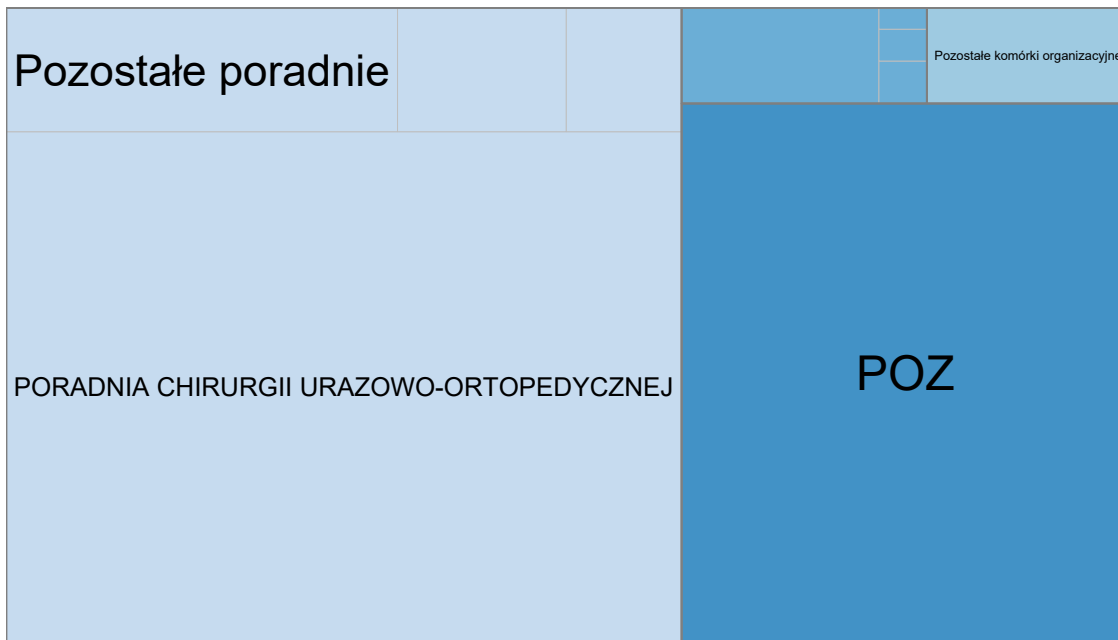 Pozostałe poradnie
Pozostałe komórki organizacyjne
PORADNIA CHIRURGII URAZOWO-ORTOPEDYCZNEJ
POZ